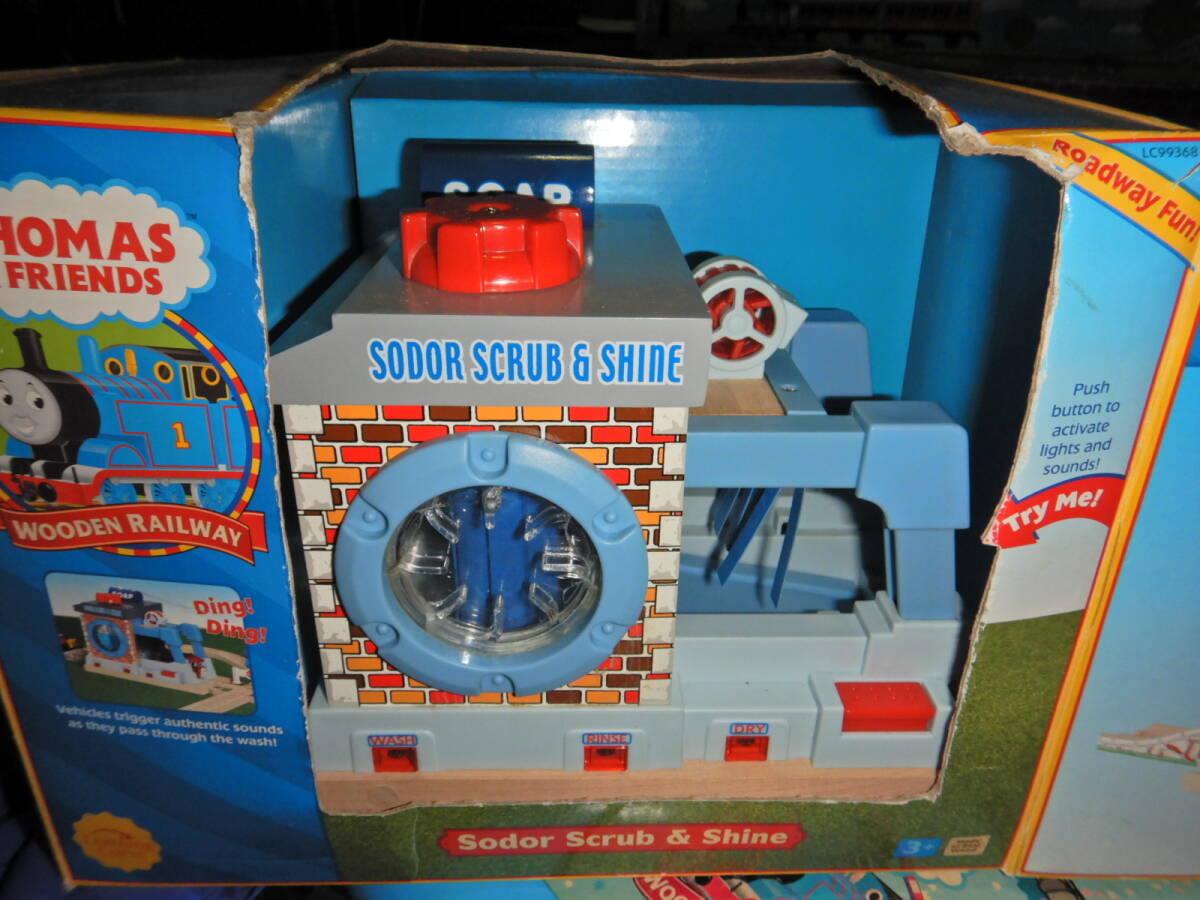 HOMAS
FRIENDS
1
WOODEN RAILWAY
Ding!
Ding!
Vehicles trigger authentic sounds
as they pass through the wash!
SOAP
SODOR SCRUB & SHINE
WASH
RINSE
DRY
Sodor Scrub & Shine
3+
Roadway Fun!
LC99368
Push
button to
activate
lights and
sounds!
Try Me!